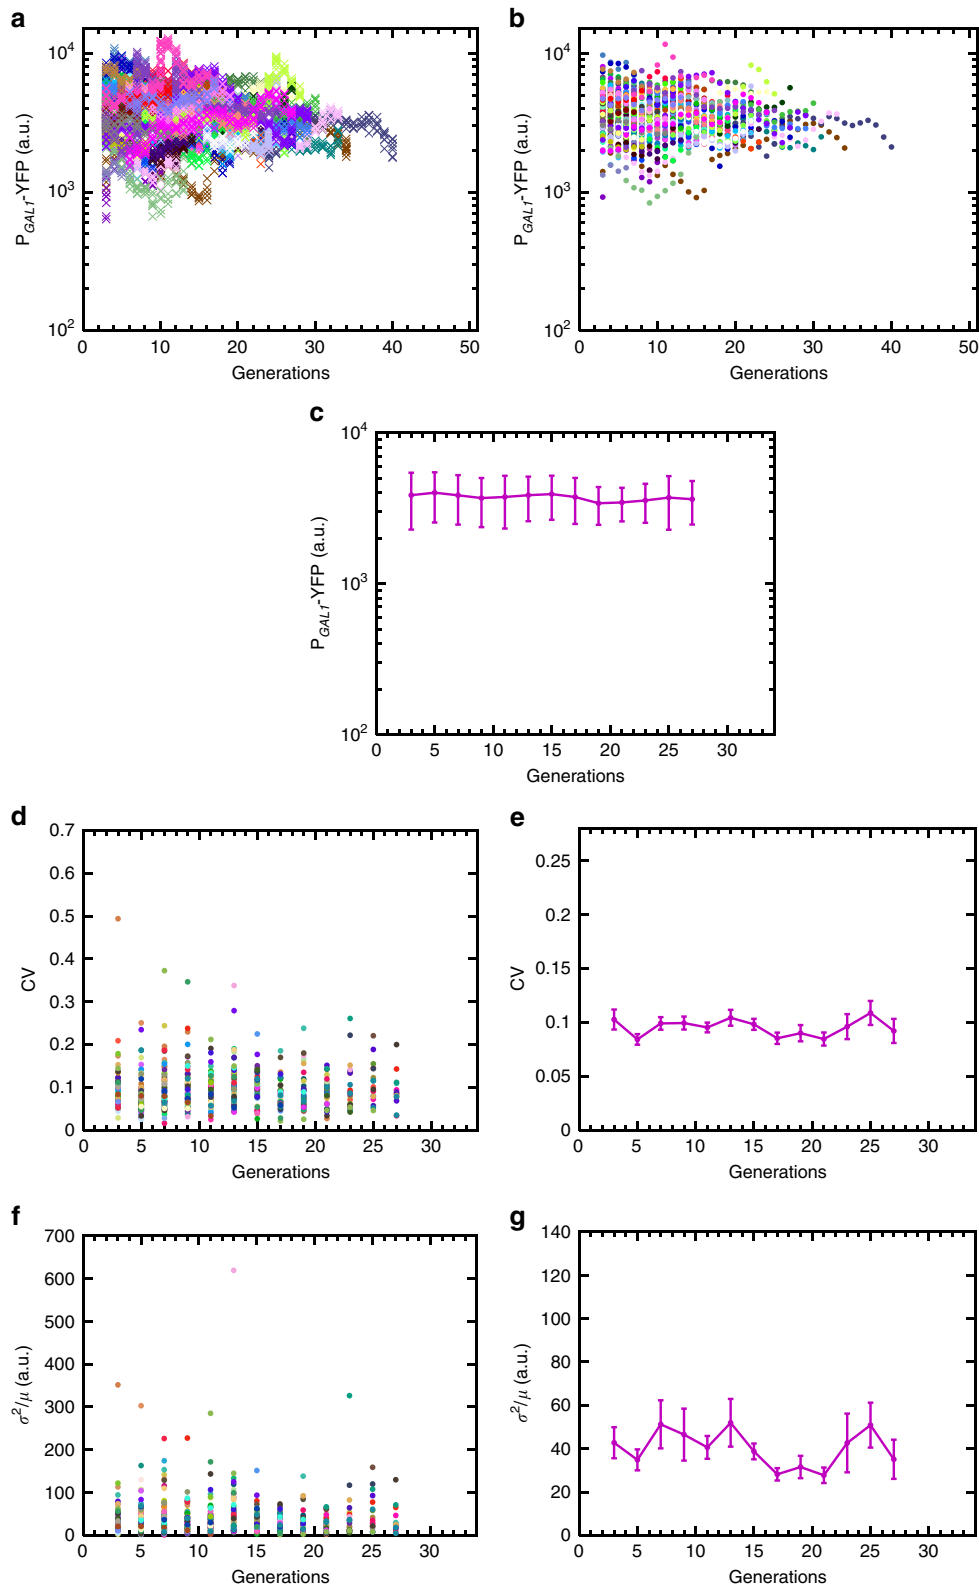 a
10^4
10^3
10^2
P_GAL1-YFP (a.u.)
0 10 20 30 40 50
Generations
b
10^4
10^3
10^2
P_GAL1-YFP (a.u.)
0 10 20 30 40 50
Generations
c
10^4
10^3
10^2
P_GAL1-YFP (a.u.)
0 5 10 15 20 25 30
Generations
d
0.7
0.6
0.5
0.4
0.3
0.2
0.1
0
CV
0 5 10 15 20 25 30
Generations
e
0.25
0.2
0.15
0.1
0.05
0
CV
0 5 10 15 20 25 30
Generations
f
700
600
500
400
300
200
100
0
σ²/μ (a.u.)
0 5 10 15 20 25 30
Generations
g
140
120
100
80
60
40
20
0
σ²/μ (a.u.)
0 5 10 15 20 25 30
Generations